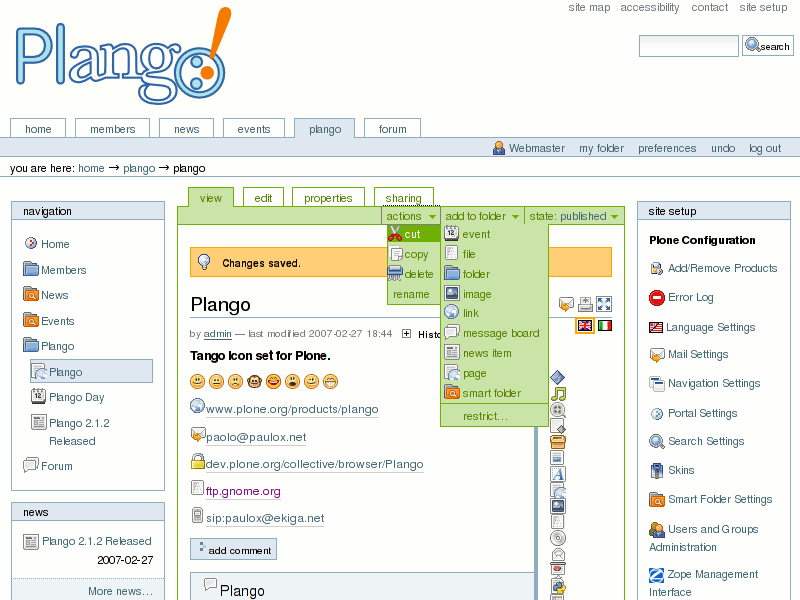 site map accessibility contact site setup
Plango
search
home members news events plango forum
Webmaster my folder preferences undo log out
you are here: home → plango → plango
navigation
Home
Members
News
Events
Plango
Plango
Plango Day
Plango 2.1.2
Released
Forum
news
Plango 2.1.2 Released
2007-02-27
More news…
view edit properties sharing
actions add to folder state: published
cut
copy
delete
rename
event
file
folder
image
link
message board
news item
page
smart folder
restrict…
Changes saved.
Plango
by admin — last modified 2007-02-27 18:44
Tango Icon set for Plone.
www.plone.org/products/plango
paolo@paulox.net
dev.plone.org/collective/browser/Plango
ftp.gnome.org
sip:paulox@ekiga.net
add comment
Plango
site setup
Plone Configuration
Add/Remove Products
Error Log
Language Settings
Mail Settings
Navigation Settings
Portal Settings
Search Settings
Skins
Smart Folder Settings
Users and Groups
Administration
Zope Management
Interface